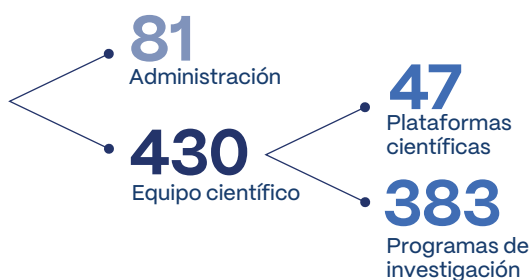 81
Administración
430
Equipo científico
47
Plataformas
científicas
383
Programas de
investigación